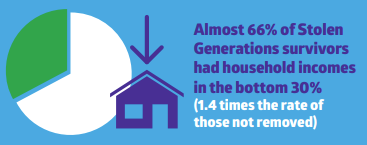 Almost 66% of Stolen
Generations survivors
had household incomes
in the bottom 30%
(1.4 times the rate of
those not removed)